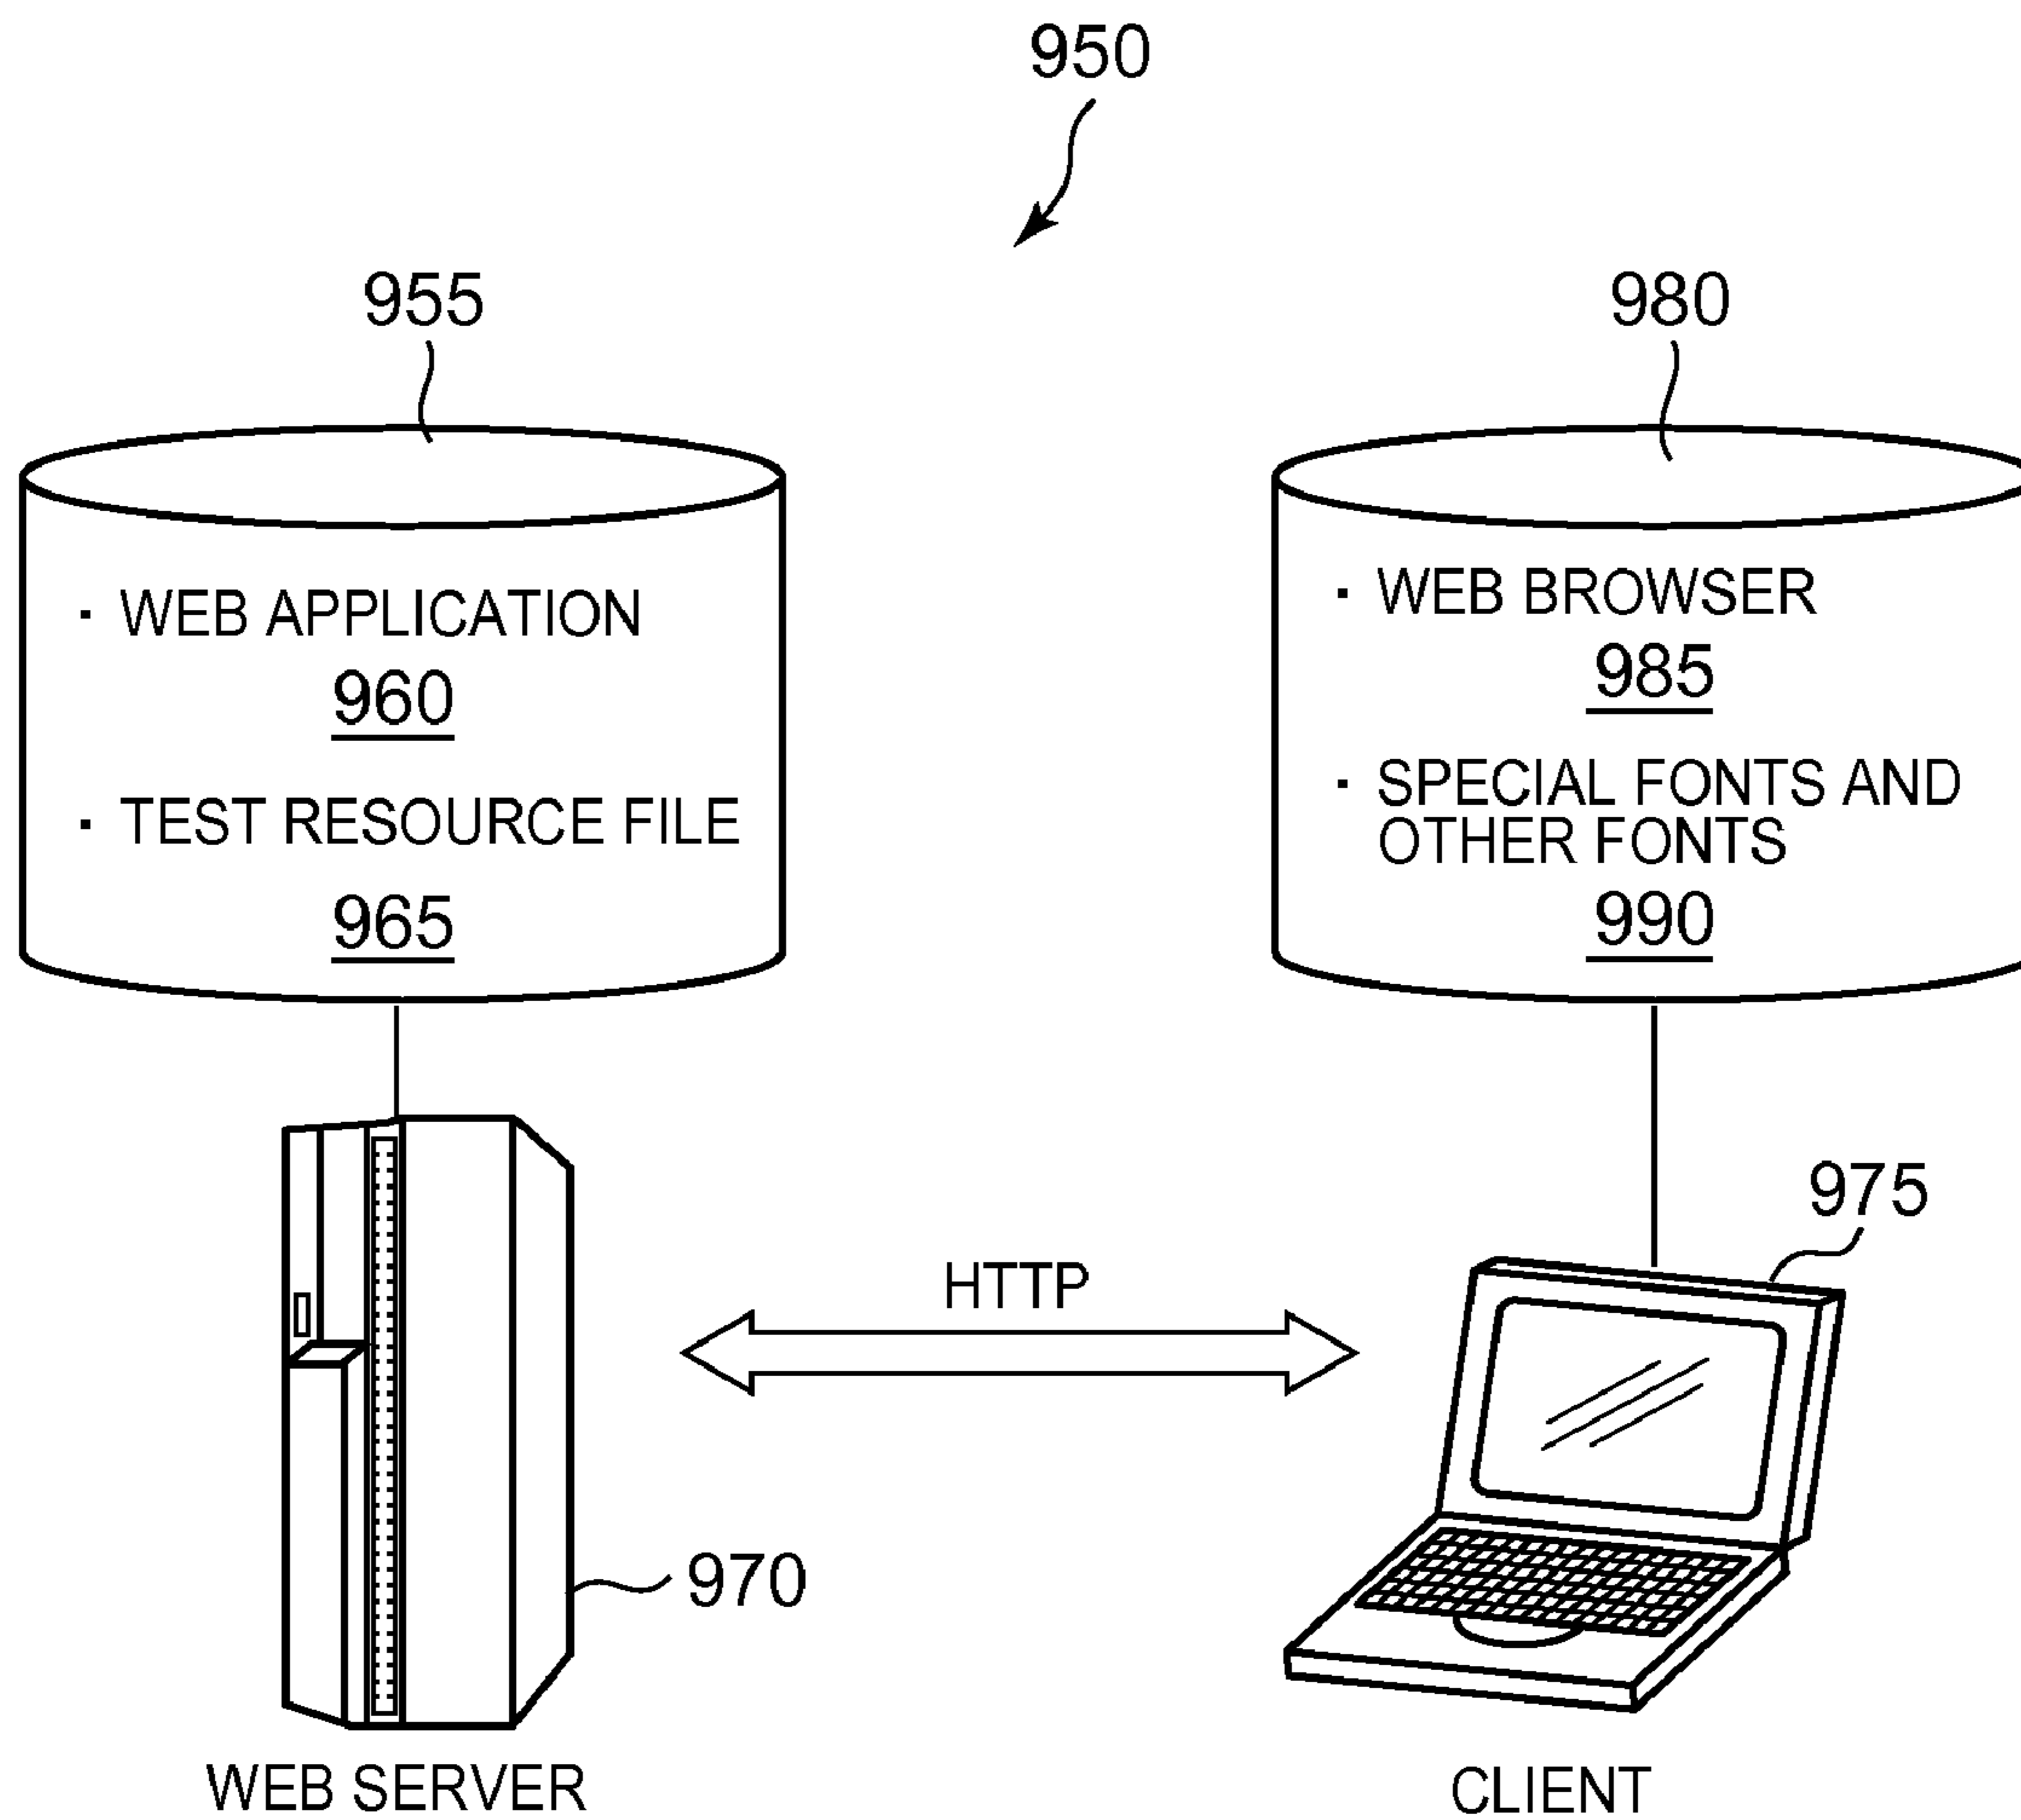 950
955
980
· WEB APPLICATION
960
· TEST RESOURCE FILE
965
· WEB BROWSER
985
· SPECIAL FONTS AND
OTHER FONTS
990
975
HTTP
970
WEB SERVER
CLIENT